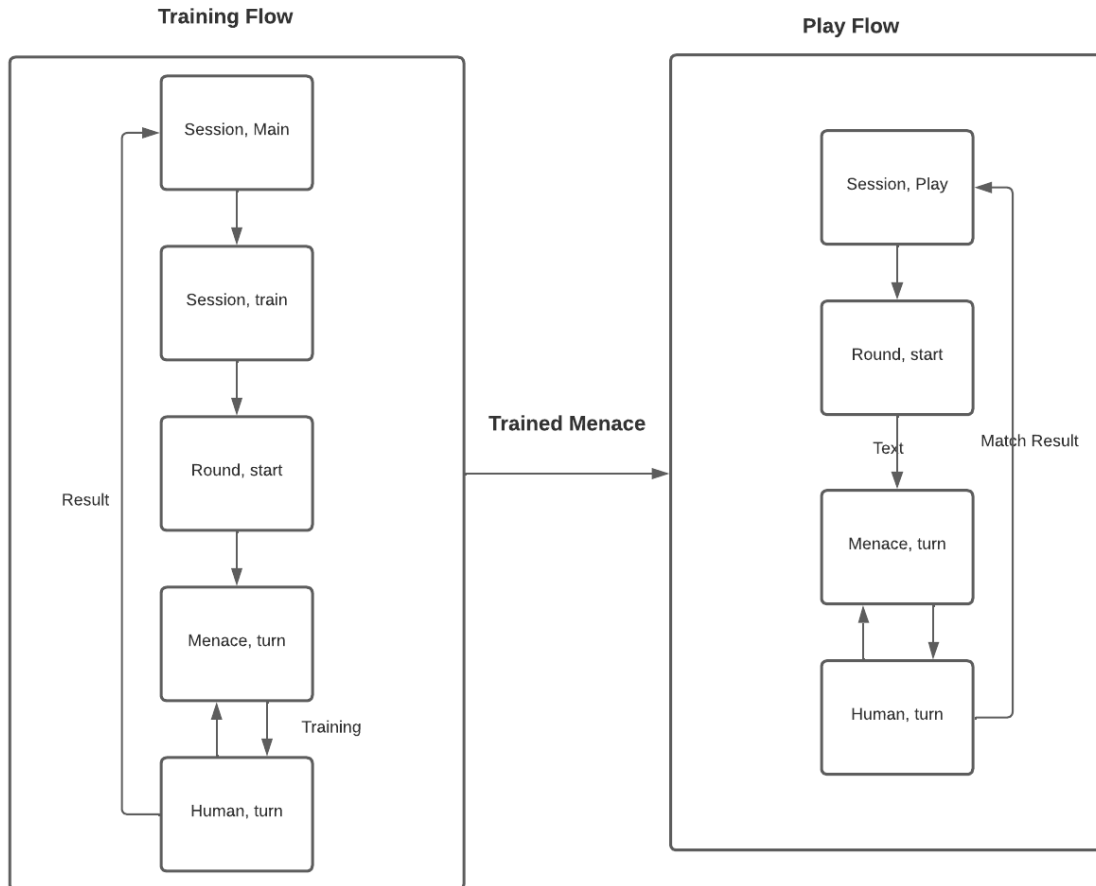 Training Flow
Session, Main
Session, train
Round, start
Result
Menace, turn
Training
Human, turn
Trained Menace
Play Flow
Session, Play
Round, start
Text
Match Result
Menace, turn
Human, turn